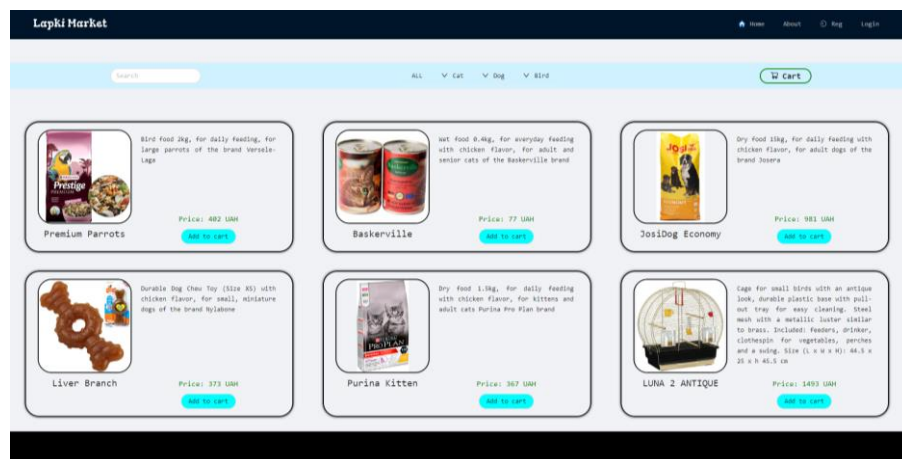 Lapki Market
Home About Reg Login
Search
ALL Cat Dog Bird
Cart
Bird food 2kg, for daily feeding, for
large parrots of the brand Versele-
Laga
Prestige
PREMIUM
Premium Parrots
Price: 402 UAH
Add to cart
Wet food 0.4kg, for everyday feeding
with chicken flavor, for adult and
senior cats of the Baskerville brand
Baskerville
Price: 77 UAH
Add to cart
Dry food 15kg, for daily feeding with
chicken flavor, for adult dogs of the
brand Josera
JosiDog Economy
Price: 981 UAH
Add to cart
Durable Dog Chew Toy (Size XS) with
chicken flavor, for small, miniature
dogs of the brand Nylabone
Liver Branch
Price: 373 UAH
Add to cart
Dry food 1.5kg, for daily feeding
with chicken flavor, for kittens and
adult cats Purina Pro Plan brand
PRO PLAN
Purina Kitten
Price: 367 UAH
Add to cart
Cage for small birds with an antique
look, durable plastic base with pull-
out tray for easy cleaning. Steel
mesh with a metallic luster similar
to brass. Included: feeders, drinker,
clothespin for vegetables, perches
and a swing. Size (L x W x H): 44.5 x
25 x h 45.5 cm
LUNA 2 ANTIQUE
Price: 1493 UAH
Add to cart